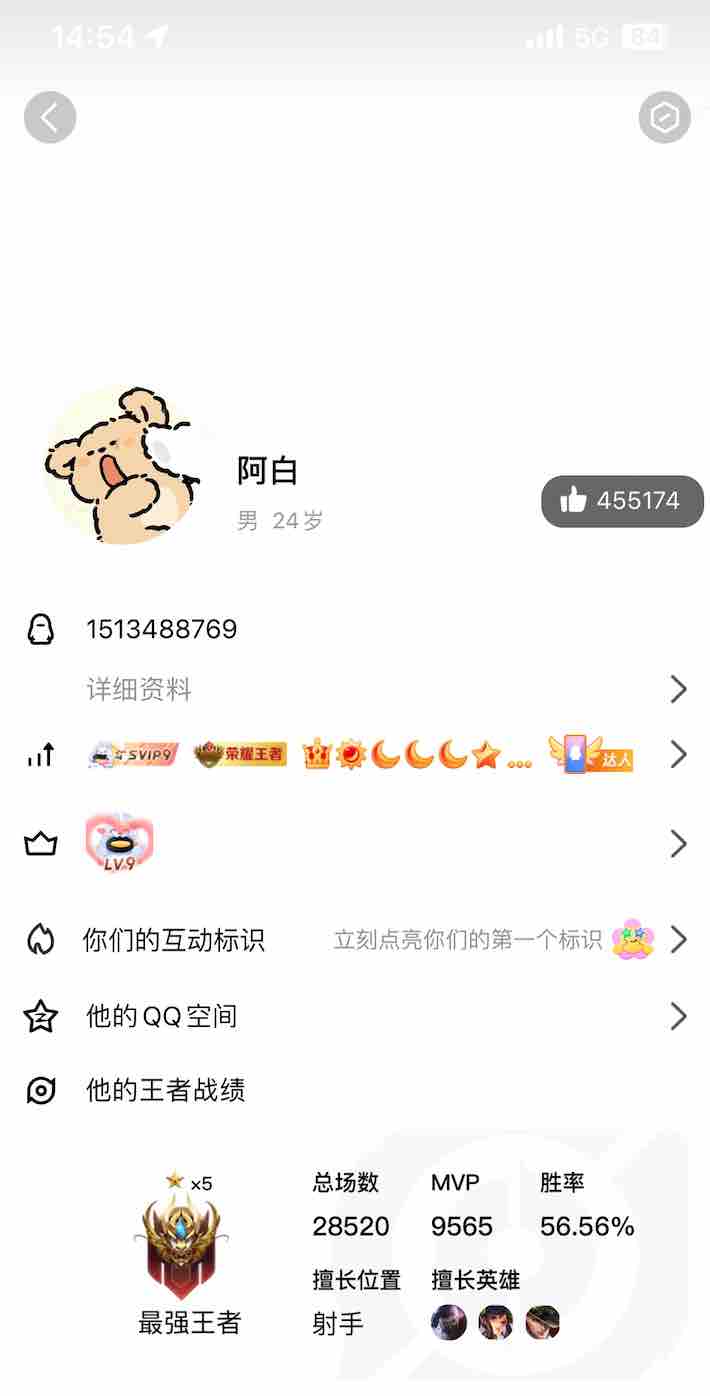 14:54
5G 84
阿白
男 24岁
455174
1513488769
详细资料
SVIP9 荣耀王者 ... 达人
LV.9
你们的互动标识 立刻点亮你们的第一个标识
他的QQ空间
他的王者战绩
x5
总场数 MVP 胜率
28520 9565 56.56%
擅长位置 擅长英雄
最强王者 射手